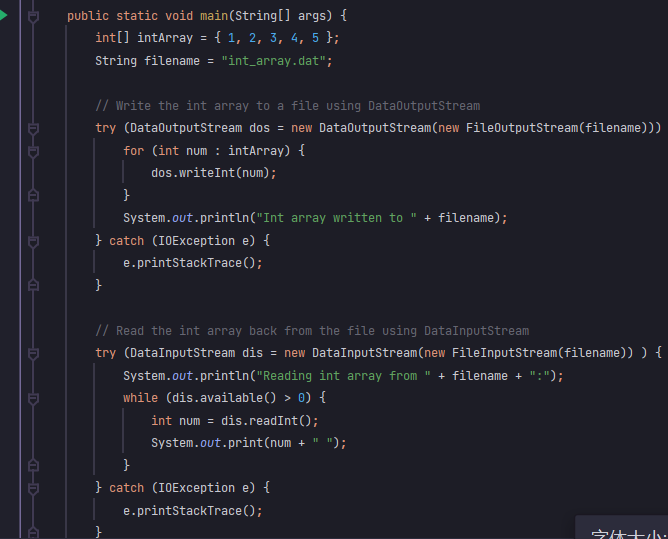 public static void main(String[] args) {
int[] intArray = { 1, 2, 3, 4, 5 };
String filename = "int_array.dat";
// Write the int array to a file using DataOutputStream
try (DataOutputStream dos = new DataOutputStream(new FileOutputStream(filename)))
for (int num : intArray) {
dos.writeInt(num);
}
System.out.println("Int array written to " + filename);
} catch (IOException e) {
e.printStackTrace();
}
// Read the int array back from the file using DataInputStream
try (DataInputStream dis = new DataInputStream(new FileInputStream(filename)) ) {
System.out.println("Reading int array from " + filename + ":");
while (dis.available() > 0) {
int num = dis.readInt();
System.out.print(num + " ");
}
} catch (IOException e) {
e.printStackTrace();
}
字体大小: